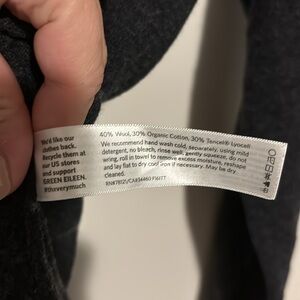 We'd like our
clothes back.
Recycle them at
our US stores
and support
GREEN EILEEN.
#thxverymuch
40% Wool, 30% Organic Cotton, 30% Tencel® Lyocell
We recommend hand wash cold, separately, using mild
detergent, no bleach, rinse well, gently squeeze, do not
wring, roll in towel to remove excess moisture, reshape
and lay flat to dry cool iron if necessary. May be dry
cleaned.